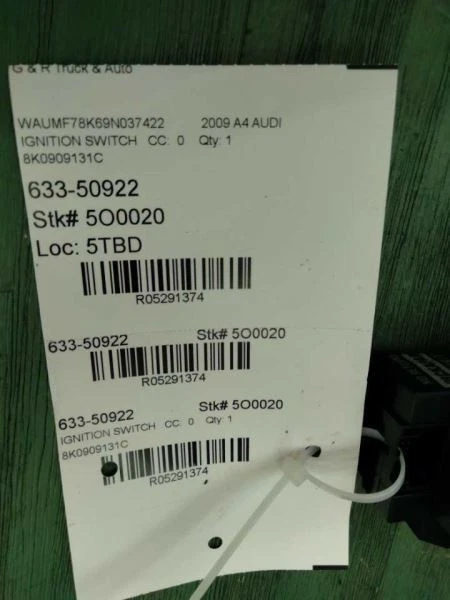 G & R Truck & Auto
WAUMF78K69N037422 2009 A4 AUDI
IGNITION SWITCH CC: 0 Qty: 1
8K0909131C
633-50922
Stk# 5O0020
Loc: 5TBD
R05291374
633-50922 Stk# 5O0020
R05291374
633-50922 Stk# 5O0020
IGNITION SWITCH CC: 0 Qty: 1
8K0909131C
R05291374